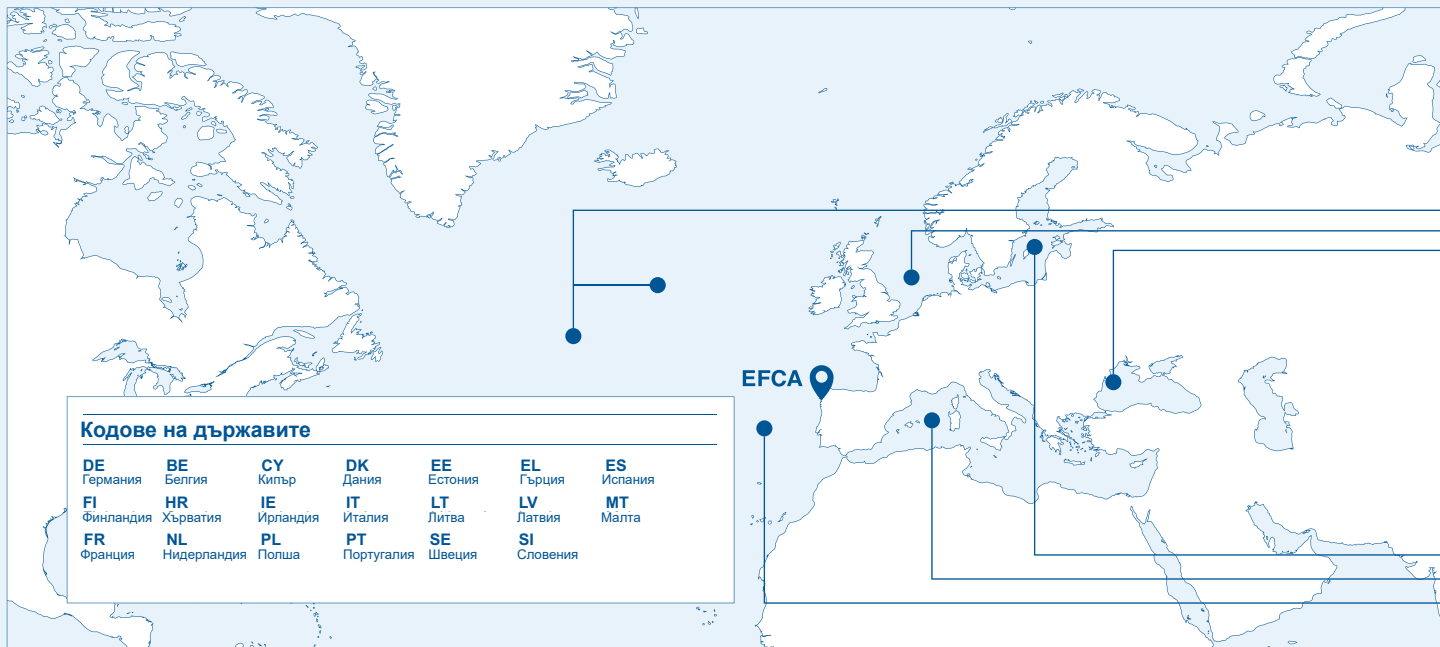 EFCA
Кодове на държавите
DE BE CY DK EE EL ES
Германия Белгия Кипър Дания Естония Гърция Испания
FI HR IE IT LT LV MT
Финландия Хърватия Ирландия Италия Литва Латвия Малта
FR NL PL PT SE SI
Франция Нидерландия Полша Португалия Швеция Словения